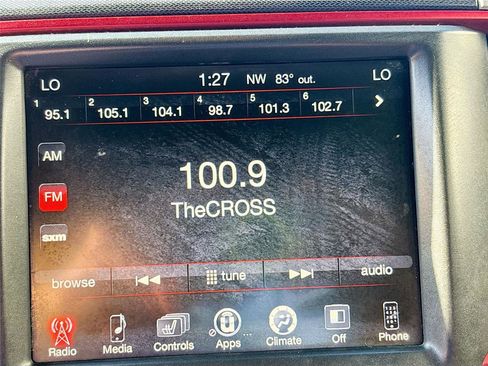 LO 1:27 NW 83° out. LO
1 95.1 2 105.1 3 104.1 4 98.7 5 101.3 6 102.7
AM
100.9
FM
TheCROSS
sxm
browse tune audio
Radio Media Controls Apps Climate Off Phone